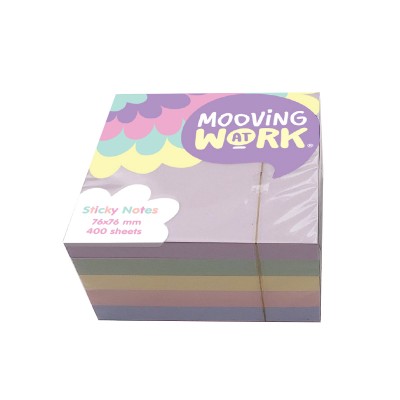 MOOVING
AT
WORK®
Sticky Notes
76x76 mm
400 sheets